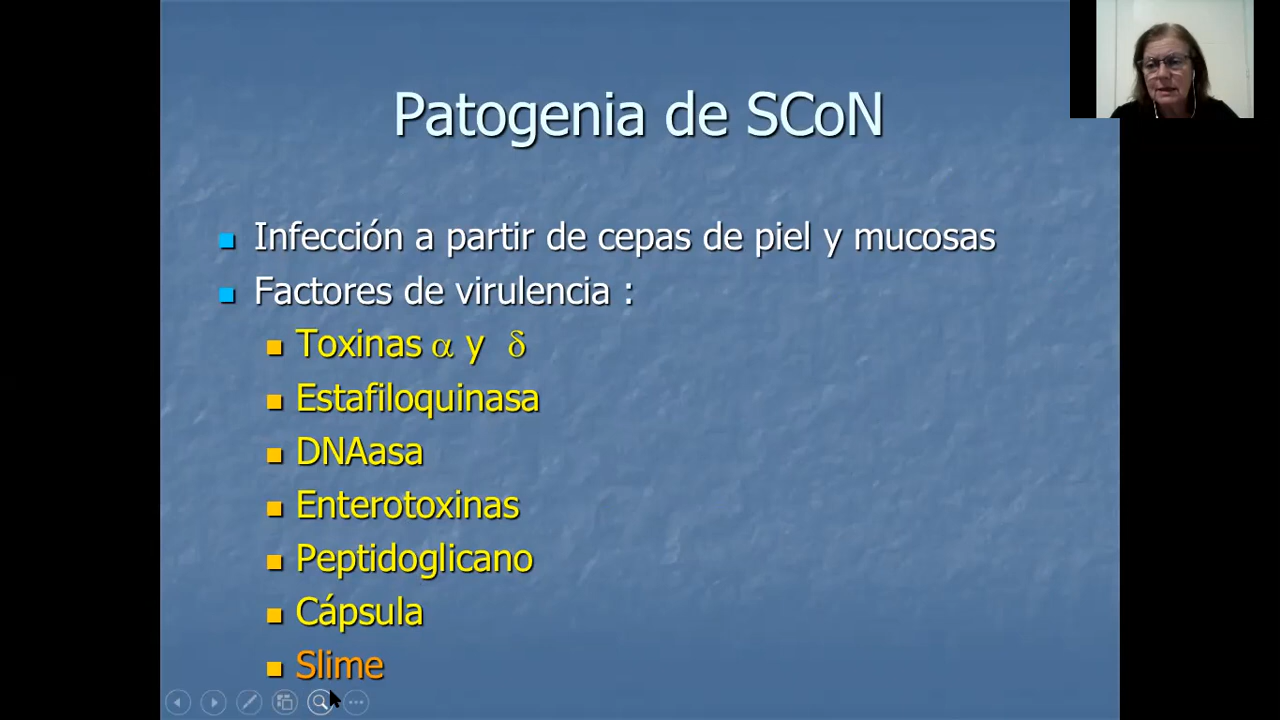 Patogenia de SCoN
Infección a partir de cepas de piel y mucosas
Factores de virulencia :
Toxinas α y δ
Estafiloquinasa
DNAasa
Enterotoxinas
Peptidoglicano
Cápsula
Slime